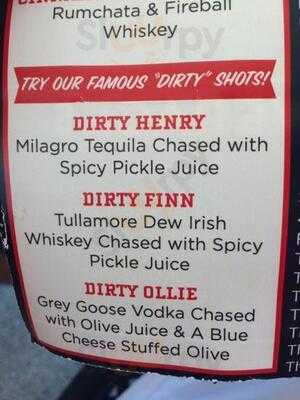 Rumchata & Fireball
Whiskey
TRY OUR FAMOUS "DIRTY" SHOTS!
DIRTY HENRY
Milagro Tequila Chased with
Spicy Pickle Juice
DIRTY FINN
Tullamore Dew Irish
Whiskey Chased with Spicy
Pickle Juice
DIRTY OLLIE
Grey Goose Vodka Chased
with Olive Juice & A Blue
Cheese Stuffed Olive